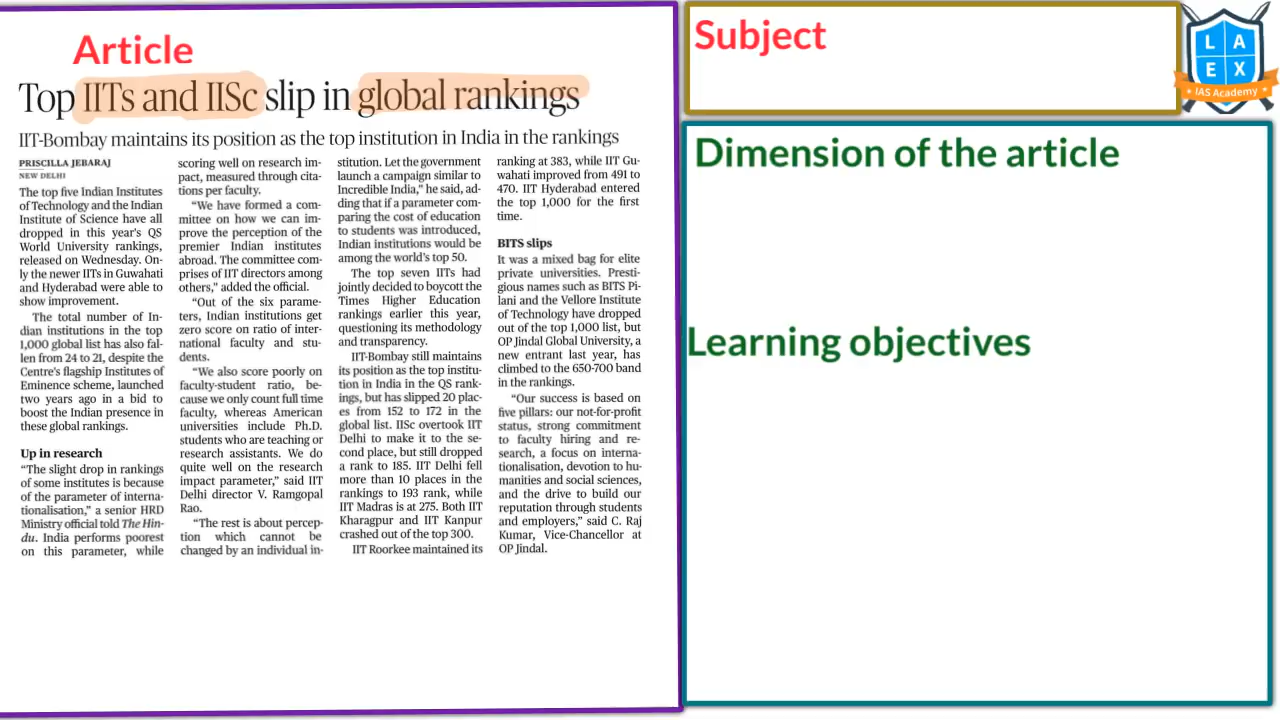 Article
Top IITs and IISc slip in global rankings
IIT-Bombay maintains its position as the top institution in India in the rankings
PRISCILLA JEBARAJ
NEW DELHI
The top five Indian Institutes
of Technology and the Indian
Institute of Science have all
dropped in this year's QS
World University rankings,
released on Wednesday. On-
ly the newer IITs in Guwahati
and Hyderabad were able to
show improvement.
The total number of In-
dian institutions in the top
1,000 global list has also fal-
len from 24 to 21, despite the
Centre's flagship Institutes of
Eminence scheme, launched
two years ago in a bid to
boost the Indian presence in
these global rankings.
Up in research
"The slight drop in rankings
of some institutes is because
of the parameter of interna-
tionalisation," a senior HRD
Ministry official told The Hin-
du. India performs poorest
on this parameter, while
scoring well on research im-
pact, measured through cita-
tions per faculty.
"We have formed a com-
mittee on how we can im-
prove the perception of the
premier Indian institutes
abroad. The committee com-
prises of IIT directors among
others," added the official.
"Out of the six parame-
ters, Indian institutions get
zero score on ratio of inter-
national faculty and stu-
dents.
"We also score poorly on
faculty-student ratio, be-
cause we only count full time
faculty, whereas American
universities include Ph.D.
students who are teaching or
research assistants. We do
quite well on the research
impact parameter," said IIT
Delhi director V. Ramgopal
Rao.
"The rest is about percep-
tion which cannot be
changed by an individual in-
stitution. Let the government
launch a campaign similar to
Incredible India," he said, ad-
ding that if a parameter com-
paring the cost of education
to students was introduced,
Indian institutions would be
among the world's top 50.
The top seven IITs had
jointly decided to boycott the
Times Higher Education
rankings earlier this year,
questioning its methodology
and transparency.
IIT-Bombay still maintains
its position as the top institu-
tion in India in the QS rank-
ings, but has slipped 20 plac-
es from 152 to 172 in the
global list. IISc overtook IIT
Delhi to make it to the se-
cond place, but still dropped
a rank to 185. IIT Delhi fell
more than 10 places in the
rankings to 193 rank, while
IIT Madras is at 275. Both IIT
Kharagpur and IIT Kanpur
crashed out of the top 300.
IIT Roorkee maintained its
ranking at 383, while IIT Gu-
wahati improved from 491 to
470. IIT Hyderabad entered
the top 1,000 for the first
time.
BITS slips
It was a mixed bag for elite
private universities. Presti-
gious names such as BITS Pi-
lani and the Vellore Institute
of Technology have dropped
out of the top 1,000 list, but
OP Jindal Global University, a
new entrant last year, has
climbed to the 650-700 band
in the rankings.
"Our success is based on
five pillars: our not-for-profit
status, strong commitment
to faculty hiring and re-
search, a focus on interna-
tionalisation, devotion to hu-
manities and social sciences,
and the drive to build our
reputation through students
and employers," said C. Raj
Kumar, Vice-Chancellor at
OP Jindal.
Subject
L A
E X
IAS Academy
Dimension of the article
Learning objectives